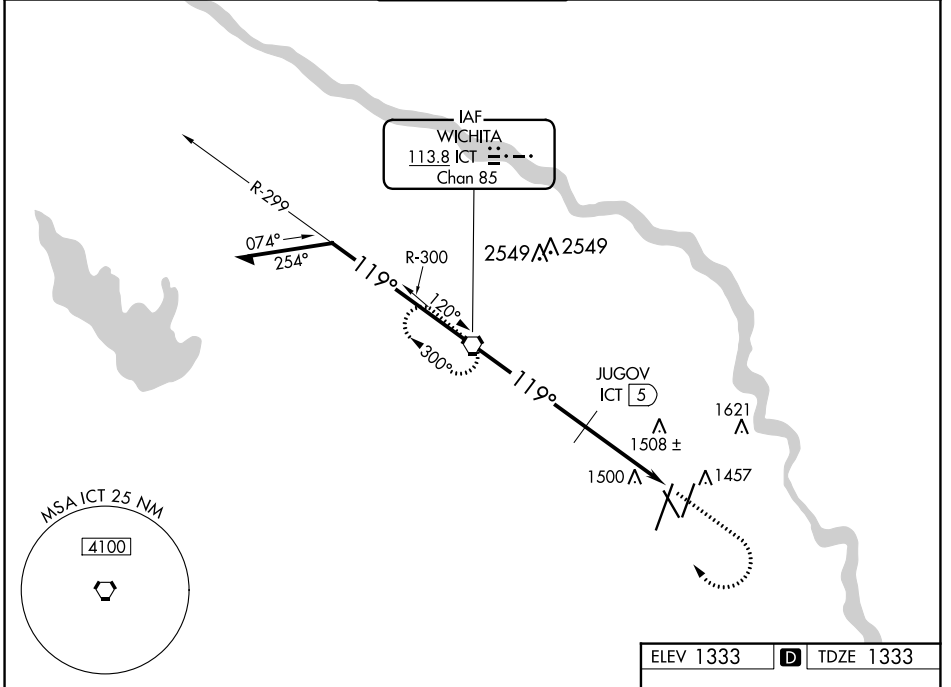 IAF
WICHITA
113.8 ICT
Chan 85
R-299
074°
254°
R-300
2549 2549
119°
120°
300°
119°
JUGOV
ICT 5
1621
1508 ±
1500
1457
MSA ICT 25 NM
4100
ELEV 1333 D TDZE 1333